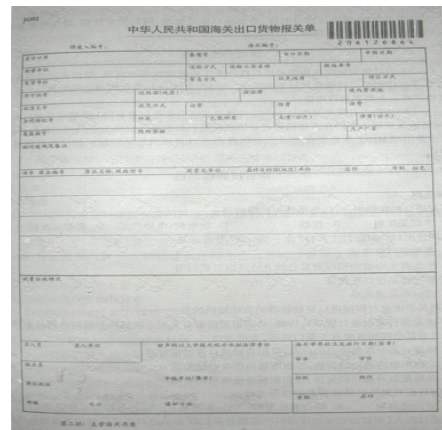 JG02
中华人民共和国海关出口货物报关单
预录入编号： 海关编号：
出口口岸 备案号 出口日期 申报日期
经营单位 运输方式 运输工具名称 提运单号
发货单位 贸易方式 征免性质 结汇方式
许可证号 运抵国(地区) 指运港 境内货源地
批准文号 成交方式 运费 保费 杂费
合同协议号 件数 包装种类 毛重(公斤) 净重(公斤)
集装箱号 随附单据 生产厂家
标记唛码及备注
项号 商品编号 商品名称、规格型号 数量及单位 最终目的国(地区)单价 总价 币制 征免
税费征收情况
录入员 录入单位 兹声明以上申报无讹并承担法律责任 海关审单批注及放行日期(签章)
报关员 审单 审价
单位地址 申报单位(签章) 征税 统计
邮编 电话 填制日期 查验 放行
第二联：主管海关存查